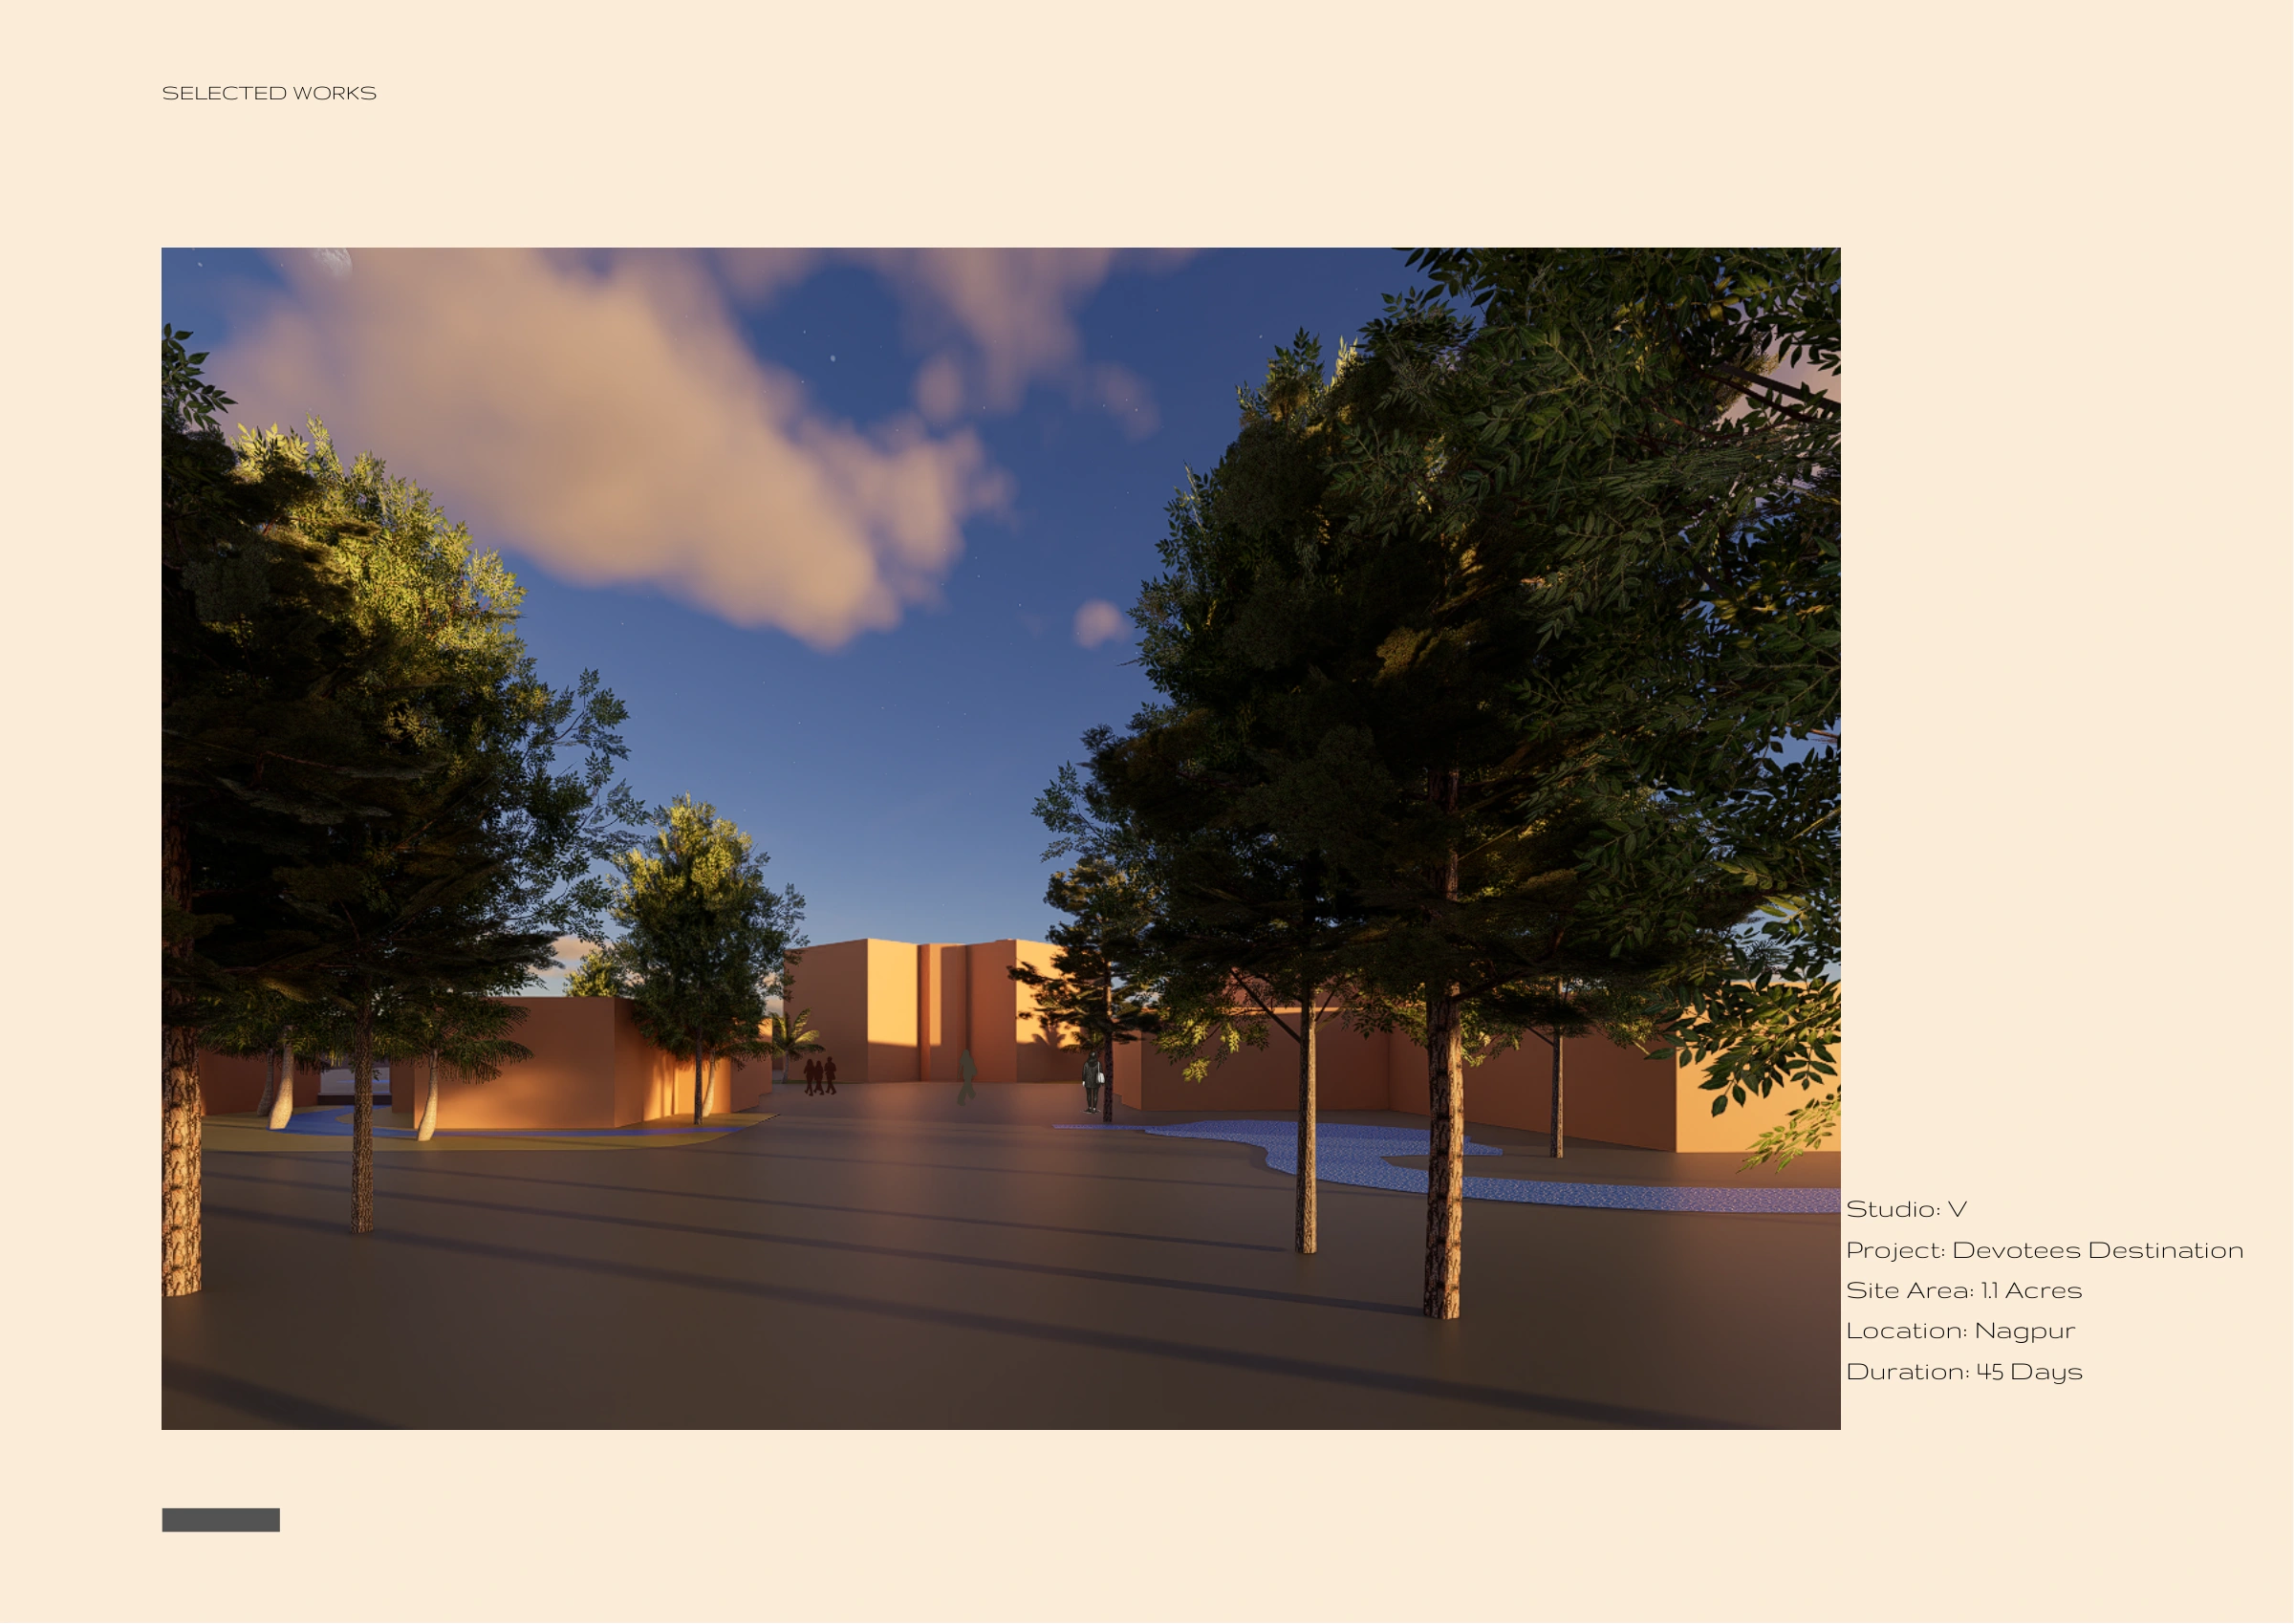 SELECTED WORKS
Studio: V
Project: Devotees Destination
Site Area: 1.1 Acres
Location: Nagpur
Duration: 45 Days